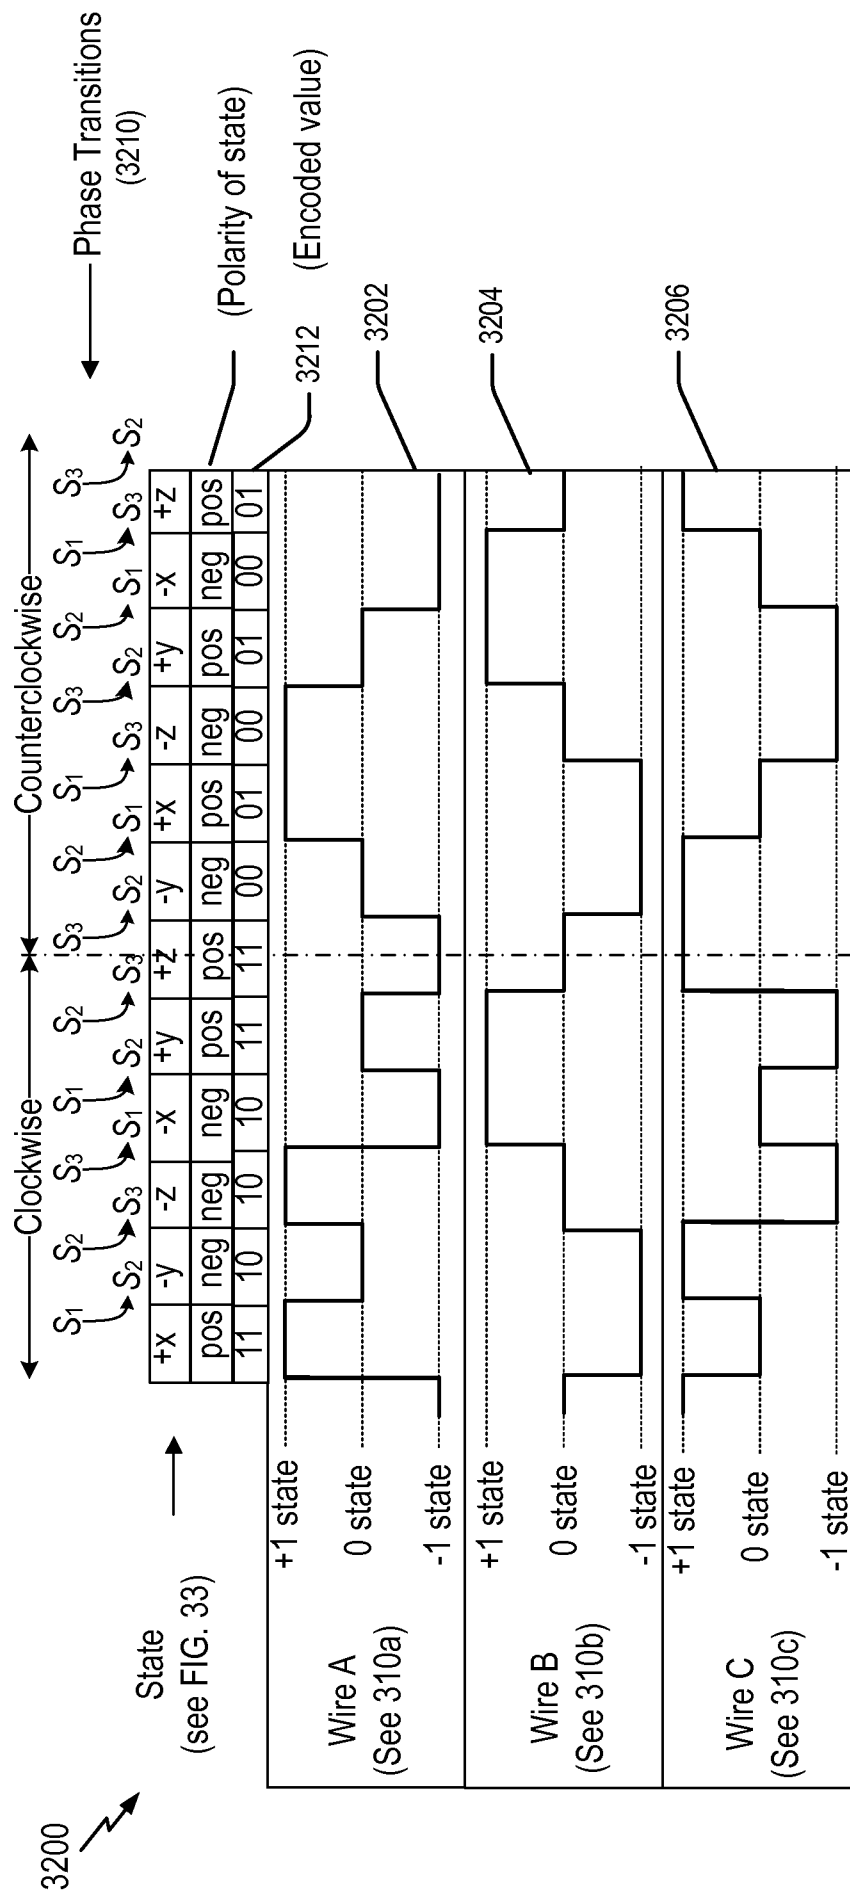 3200
Clockwise Counterclockwise
Phase Transitions
(3210)
S₁ S₂ S₃ S₁ S₂ S₃ S₂ S₁ S₃ S₂ S₁ S₃
S₂ S₃ S₁ S₂ S₃ S₂ S₁ S₃ S₂ S₁ S₃ S₂
State
(see FIG. 33)
+x -y -z -x +y +z -y +x -z +y -x +z
pos neg neg neg pos pos neg pos neg pos neg pos
(Polarity of state)
11 10 10 10 11 11 00 01 00 01 00 01
3212
(Encoded value)
Wire A
(See 310a)
+1 state
0 state
-1 state
3202
Wire B
(See 310b)
+1 state
0 state
-1 state
3204
Wire C
(See 310c)
+1 state
0 state
-1 state
3206